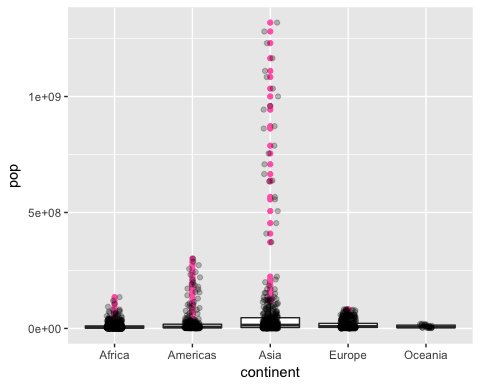 pop
1e+09
5e+08
0e+00
Africa Americas Asia Europe Oceania
continent